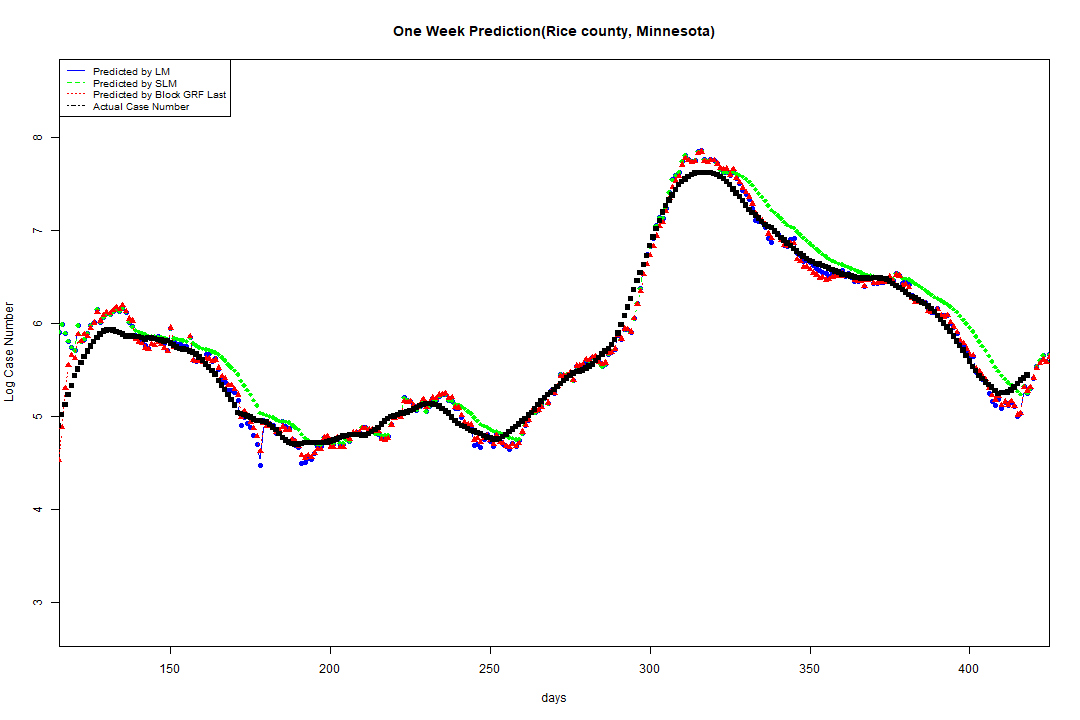 One Week Prediction(Rice county, Minnesota)
Predicted by LM
Predicted by SLM
Predicted by Block GRF Last
Actual Case Number
Log Case Number
8
7
6
5
4
3
150 200 250 300 350 400
days